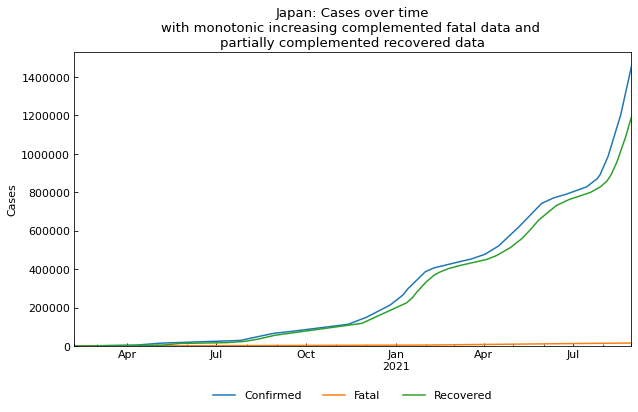 Japan: Cases over time
with monotonic increasing complemented fatal data and
partially complemented recovered data
Cases
1400000
1200000
1000000
800000
600000
400000
200000
0
Apr
Jul
Oct
Jan
2021
Apr
Jul
Confirmed
Fatal
Recovered